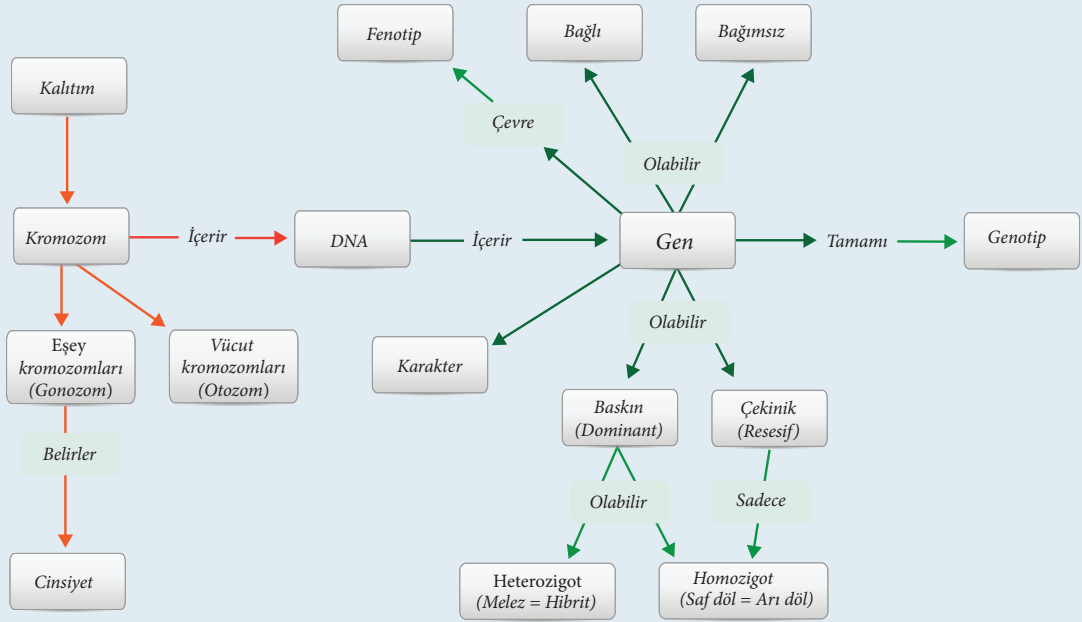 Fenotip
Bağlı
Bağımsız
Kalıtım
Çevre
Olabilir
Kromozom
İçerir
DNA
İçerir
Gen
Tamamı
Genotip
Olabilir
Eşey
kromozomları
(Gonozom)
Vücut
kromozomları
(Otozom)
Karakter
Baskın
(Dominant)
Çekinik
(Resesif)
Belirler
Olabilir
Sadece
Cinsiyet
Heterozigot
(Melez = Hibrit)
Homozigot
(Saf döl = Arı döl)